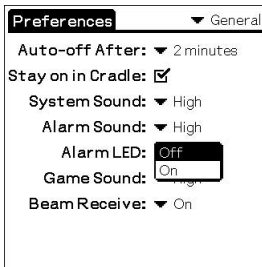 Preferences General
Auto-off After: 2 minutes
Stay on in Cradle:
System Sound: High
Alarm Sound: High
Alarm LED: Off
On
Game Sound: High
Beam Receive: On